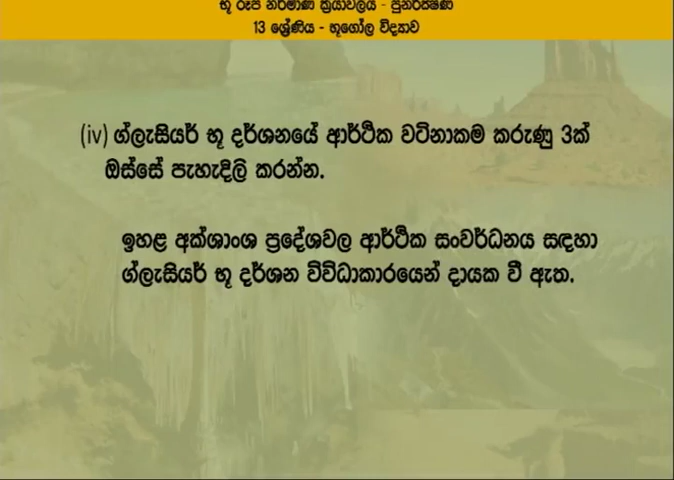 භූ රූප නිර්මාණ ක්‍රියාවලිය - පුනරීක්ෂණ
13 ශ්‍රේණිය - භූගෝල විද්‍යාව
(iv) ග්ලැසියර් භූ දර්ශනයේ ආර්ථික වටිනාකම කරුණු 3ක්
ඔස්සේ පැහැදිලි කරන්න.
ඉහළ අක්ශාංශ ප්‍රදේශවල ආර්ථික සංවර්ධනය සඳහා
ග්ලැසියර් භූ දර්ශන විවිධාකාරයෙන් දායක වී ඇත.